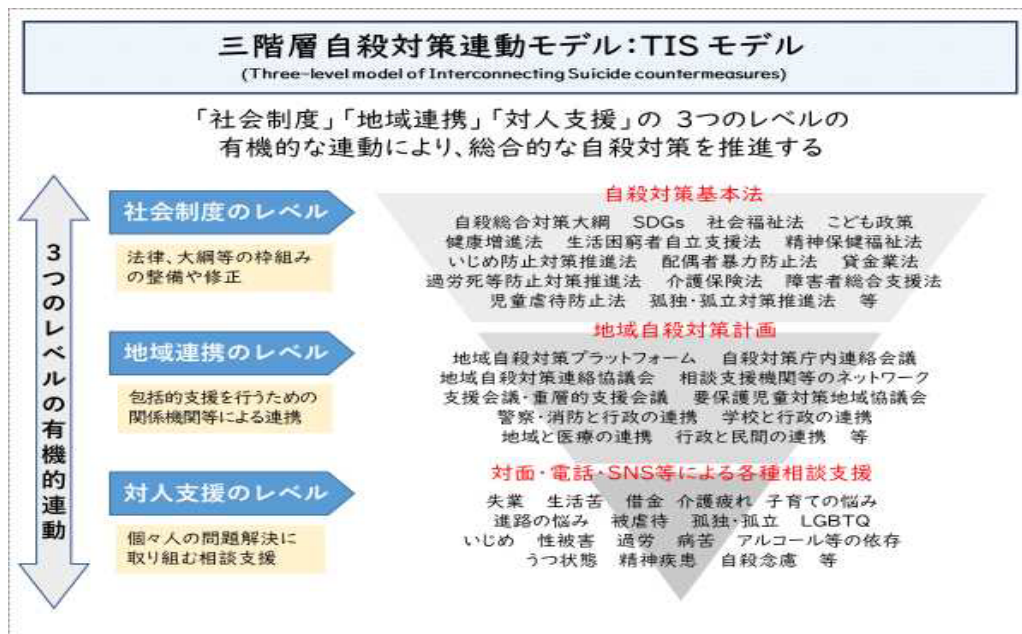 三階層自殺対策連動モデル：TIS モデル
(Three-level model of Interconnecting Suicide countermeasures)
「社会制度」「地域連携」「対人支援」の 3つのレベルの
有機的な連動により、総合的な自殺対策を推進する
3つのレベルの有機的連動
社会制度のレベル
法律、大綱等の枠組み
の整備や修正
自殺対策基本法
自殺総合対策大綱 SDGs 社会福祉法 こども政策
健康増進法 生活困窮者自立支援法 精神保健福祉法
いじめ防止対策推進法 配偶者暴力防止法 貸金業法
過労死等防止対策推進法 介護保険法 障害者総合支援法
児童虐待防止法 孤独・孤立対策推進法 等
地域連携のレベル
包括的支援を行うための
関係機関等による連携
地域自殺対策計画
地域自殺対策プラットフォーム 自殺対策庁内連絡会議
地域自殺対策連絡協議会 相談支援機関等のネットワーク
支援会議・重層的支援会議 要保護児童対策地域協議会
警察・消防と行政の連携 学校と行政の連携
地域と医療の連携 行政と民間の連携 等
対人支援のレベル
個々人の問題解決に
取り組む相談支援
対面・電話・SNS等による各種相談支援
失業 生活苦 借金 介護疲れ 子育ての悩み
進路の悩み 被虐待 孤独・孤立 LGBTQ
いじめ 性被害 過労 病苦 アルコール等の依存
うつ状態 精神疾患 自殺念慮 等